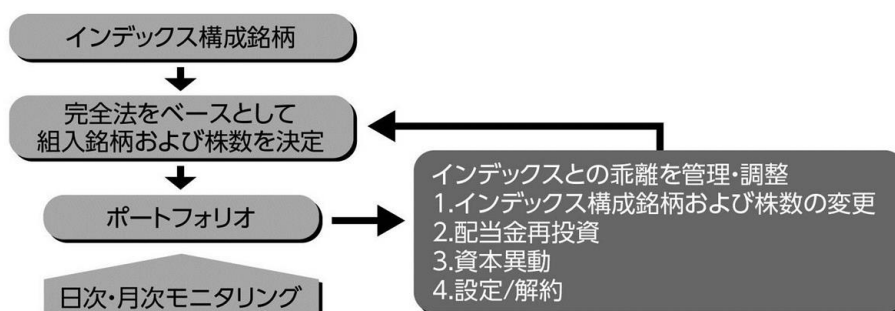 インデックス構成銘柄
完全法をベースとして
組入銘柄および株数を決定
ポートフォリオ
日次・月次モニタリング
インデックスとの乖離を管理・調整
1.インデックス構成銘柄および株数の変更
2.配当金再投資
3.資本異動
4.設定/解約